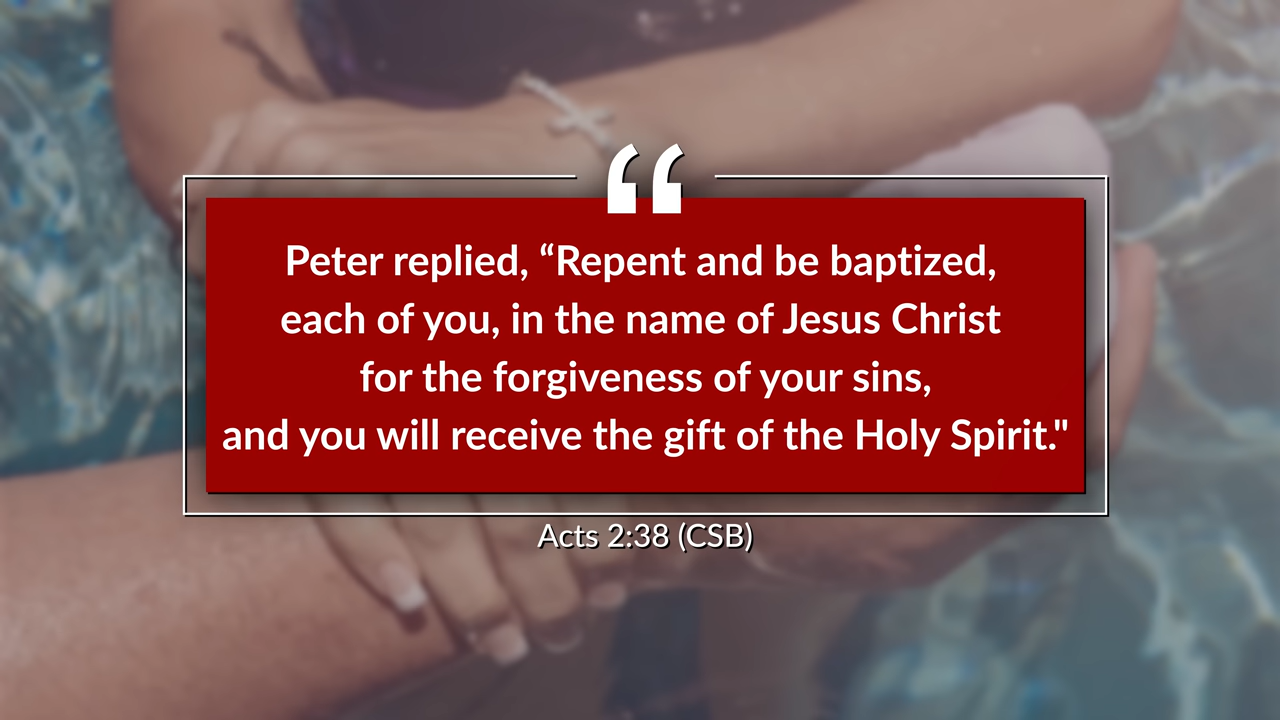 “
Peter replied, “Repent and be baptized,
each of you, in the name of Jesus Christ
for the forgiveness of your sins,
and you will receive the gift of the Holy Spirit."
Acts 2:38 (CSB)